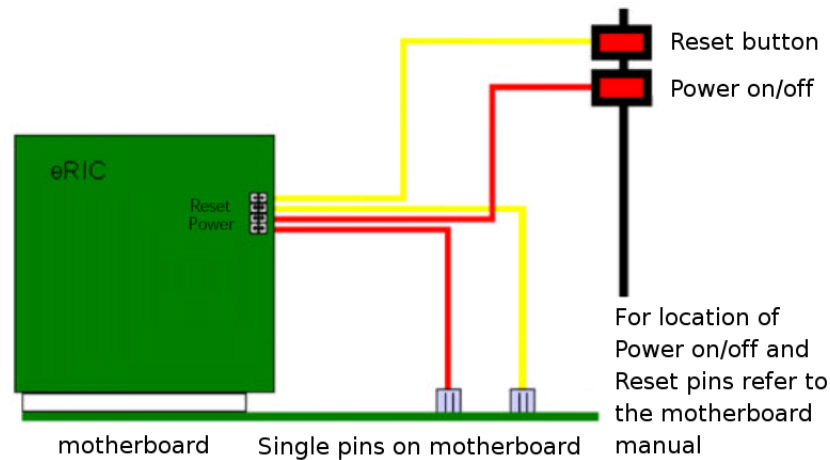 Reset button
Power on/off
eRIC
Reset
Power
For location of
Power on/off and
Reset pins refer to
the motherboard
manual
motherboard
Single pins on motherboard